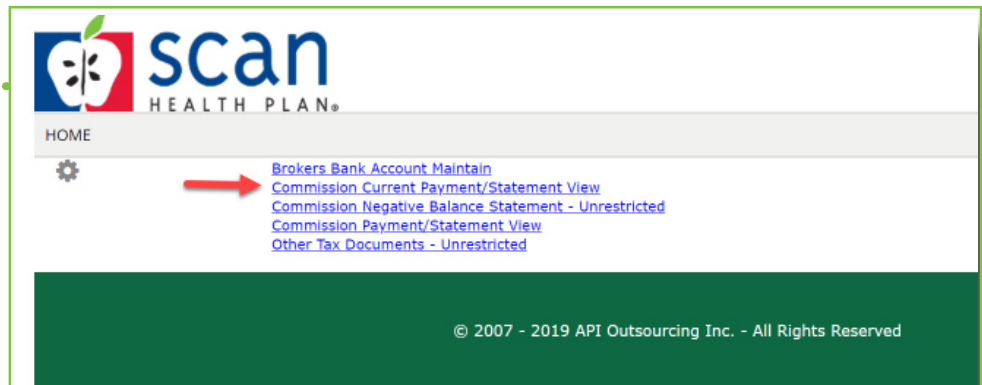 scan
HEALTH PLAN®
HOME
Brokers Bank Account Maintain
Commission Current Payment/Statement View
Commission Negative Balance Statement - Unrestricted
Commission Payment/Statement View
Other Tax Documents - Unrestricted
© 2007 - 2019 API Outsourcing Inc. - All Rights Reserved